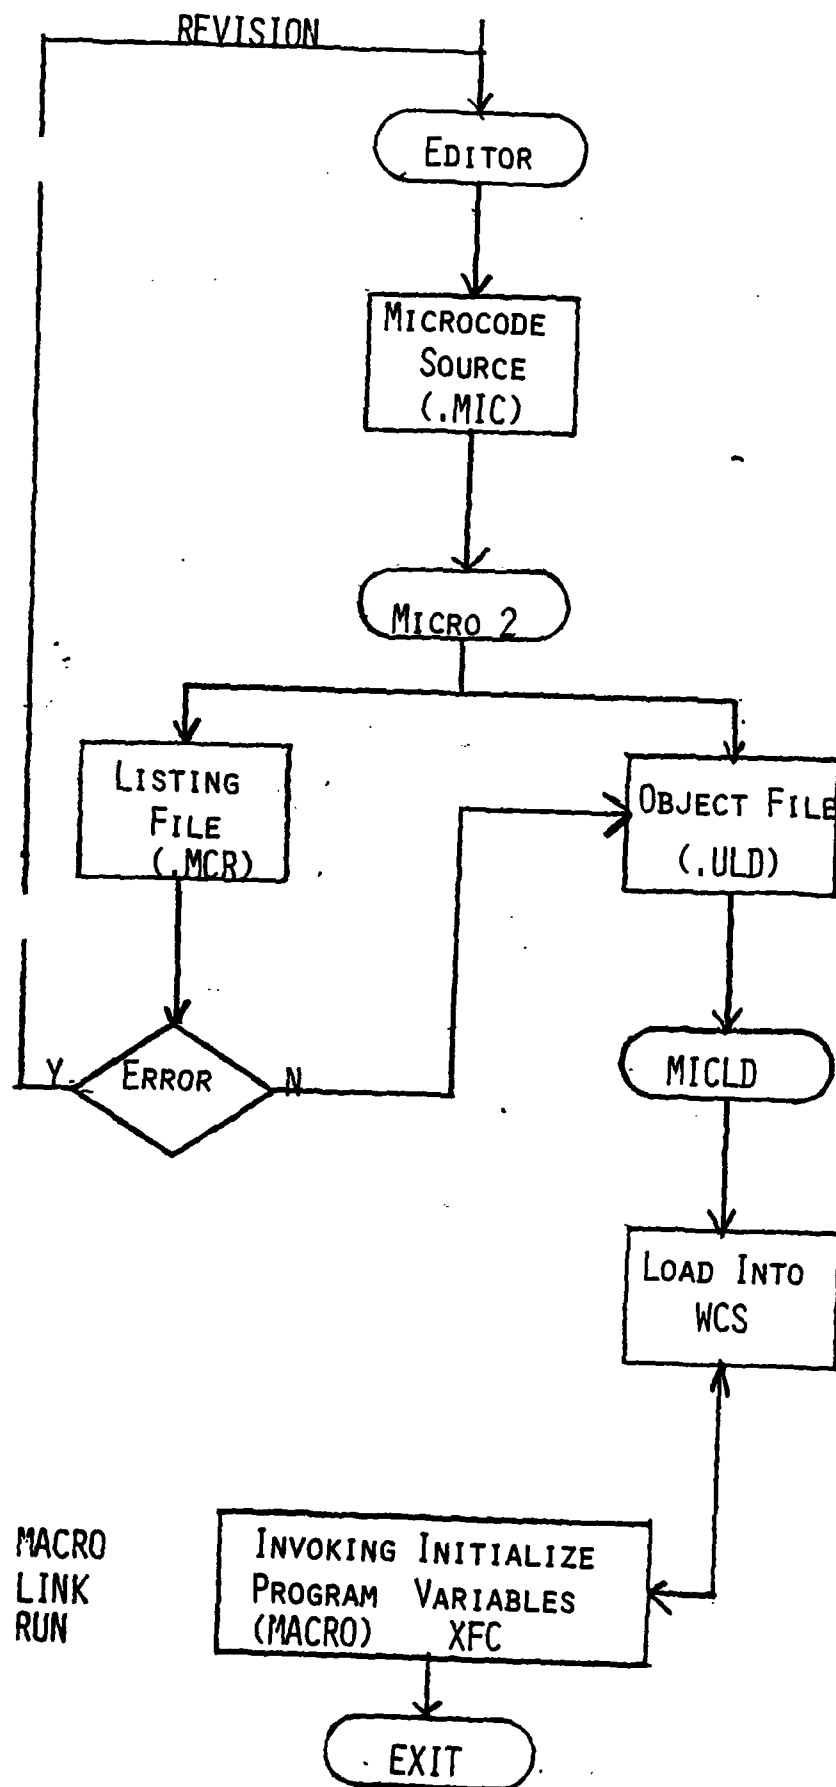 REVISION
EDITOR
MICROCODE
SOURCE
(.MIC)
MICRO 2
LISTING
FILE
(.MCR)
OBJECT FILE
(.ULD)
Y
ERROR
N
MICLD
LOAD INTO
WCS
MACRO
LINK
RUN
INVOKING INITIALIZE
PROGRAM VARIABLES
(MACRO) XFC
EXIT